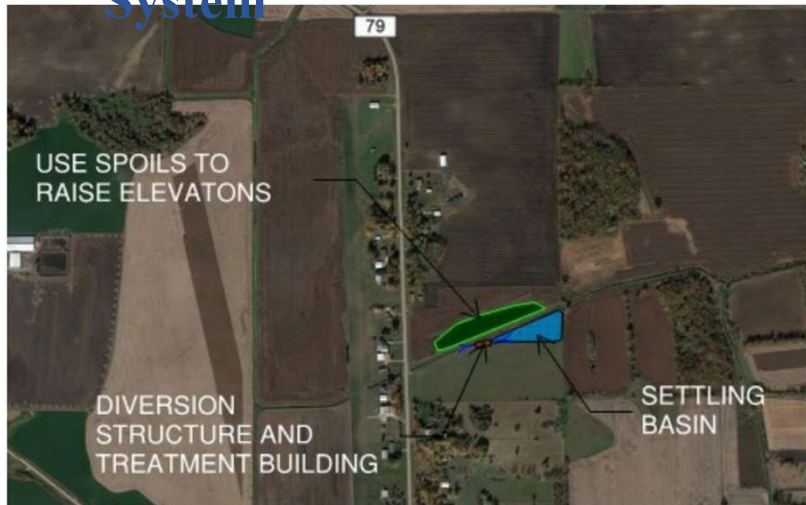 System
79
USE SPOILS TO
RAISE ELEVATONS
DIVERSION
STRUCTURE AND
TREATMENT BUILDING
SETTLING
BASIN